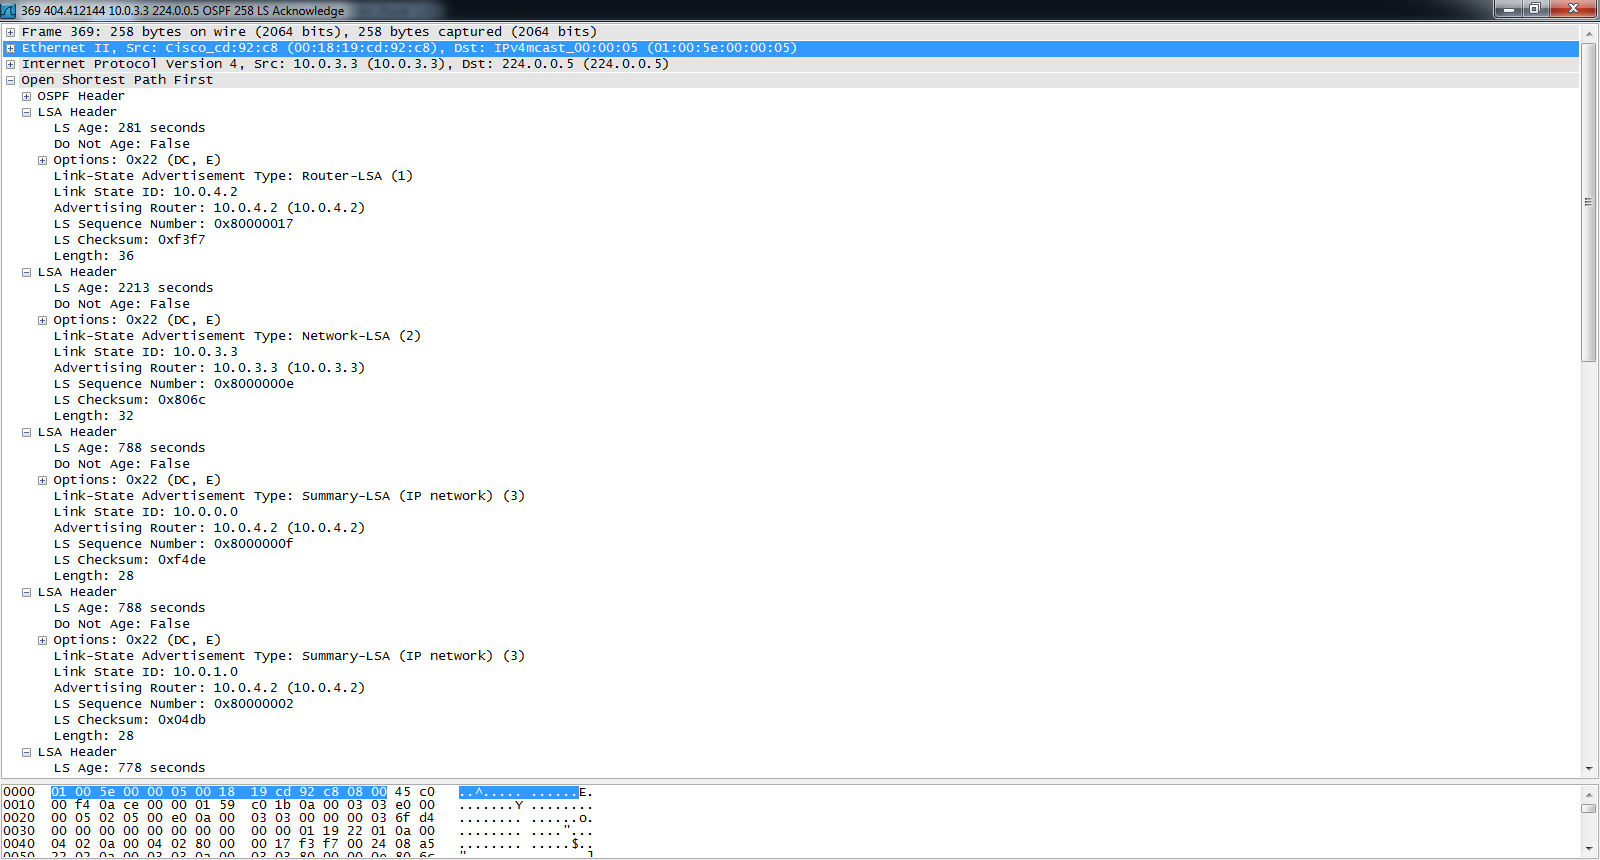 369 404.412144 10.0.3.3 224.0.0.5 OSPF 258 LS Acknowledge
Frame 369: 258 bytes on wire (2064 bits), 258 bytes captured (2064 bits)
Ethernet II, Src: Cisco_cd:92:c8 (00:18:19:cd:92:c8), Dst: IPv4mcast_00:00:05 (01:00:5e:00:00:05)
Internet Protocol Version 4, Src: 10.0.3.3 (10.0.3.3), Dst: 224.0.0.5 (224.0.0.5)
Open Shortest Path First
OSPF Header
LSA Header
LS Age: 281 seconds
Do Not Age: False
Options: 0x22 (DC, E)
Link-State Advertisement Type: Router-LSA (1)
Link State ID: 10.0.4.2
Advertising Router: 10.0.4.2 (10.0.4.2)
LS Sequence Number: 0x80000017
LS Checksum: 0xf3f7
Length: 36
LSA Header
LS Age: 2213 seconds
Do Not Age: False
Options: 0x22 (DC, E)
Link-State Advertisement Type: Network-LSA (2)
Link State ID: 10.0.3.3
Advertising Router: 10.0.3.3 (10.0.3.3)
LS Sequence Number: 0x8000000e
LS Checksum: 0x806c
Length: 32
LSA Header
LS Age: 788 seconds
Do Not Age: False
Options: 0x22 (DC, E)
Link-State Advertisement Type: Summary-LSA (IP network) (3)
Link State ID: 10.0.0.0
Advertising Router: 10.0.4.2 (10.0.4.2)
LS Sequence Number: 0x8000000f
LS Checksum: 0xf4de
Length: 28
LSA Header
LS Age: 788 seconds
Do Not Age: False
Options: 0x22 (DC, E)
Link-State Advertisement Type: Summary-LSA (IP network) (3)
Link State ID: 10.0.1.0
Advertising Router: 10.0.4.2 (10.0.4.2)
LS Sequence Number: 0x80000002
LS Checksum: 0x04db
Length: 28
LSA Header
LS Age: 778 seconds
0000 01 00 5e 00 00 05 00 18 19 cd 92 c8 08 00 45 c0 ..^..... ......E.
0010 00 f4 0a ce 00 00 01 59 c0 1b 0a 00 03 03 e0 00 .......Y ........
0020 00 05 02 05 00 e0 0a 00 03 03 00 00 00 03 6f d4 ........ ......o.
0030 00 00 00 00 00 00 00 00 00 00 01 19 22 01 0a 00 ........ ...."...
0040 04 02 0a 00 04 02 80 00 00 17 f3 f7 00 24 08 a5 ........ .....$..
0050 22 02 0a 00 03 03 0a 00 03 03 80 00 00 0e 80 6c